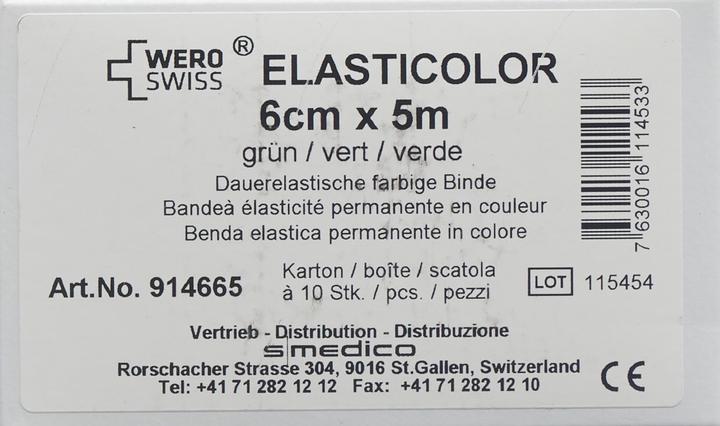 WERO SWISS ® ELASTICOLOR
6cm x 5m
grün / vert / verde
Dauerelastische farbige Binde
Bandeà élasticité permanente en couleur
Benda elastica permanente in colore
7 630016 114533
Art.No. 914665
Karton / boîte / scatola
à 10 Stk. / pcs. / pezzi
LOT 115454
Vertrieb - Distribution - Distribuzione
smedico
Rorschacher Strasse 304, 9016 St.Gallen, Switzerland
Tel: +41 71 282 12 12 Fax: +41 71 282 12 10
CE